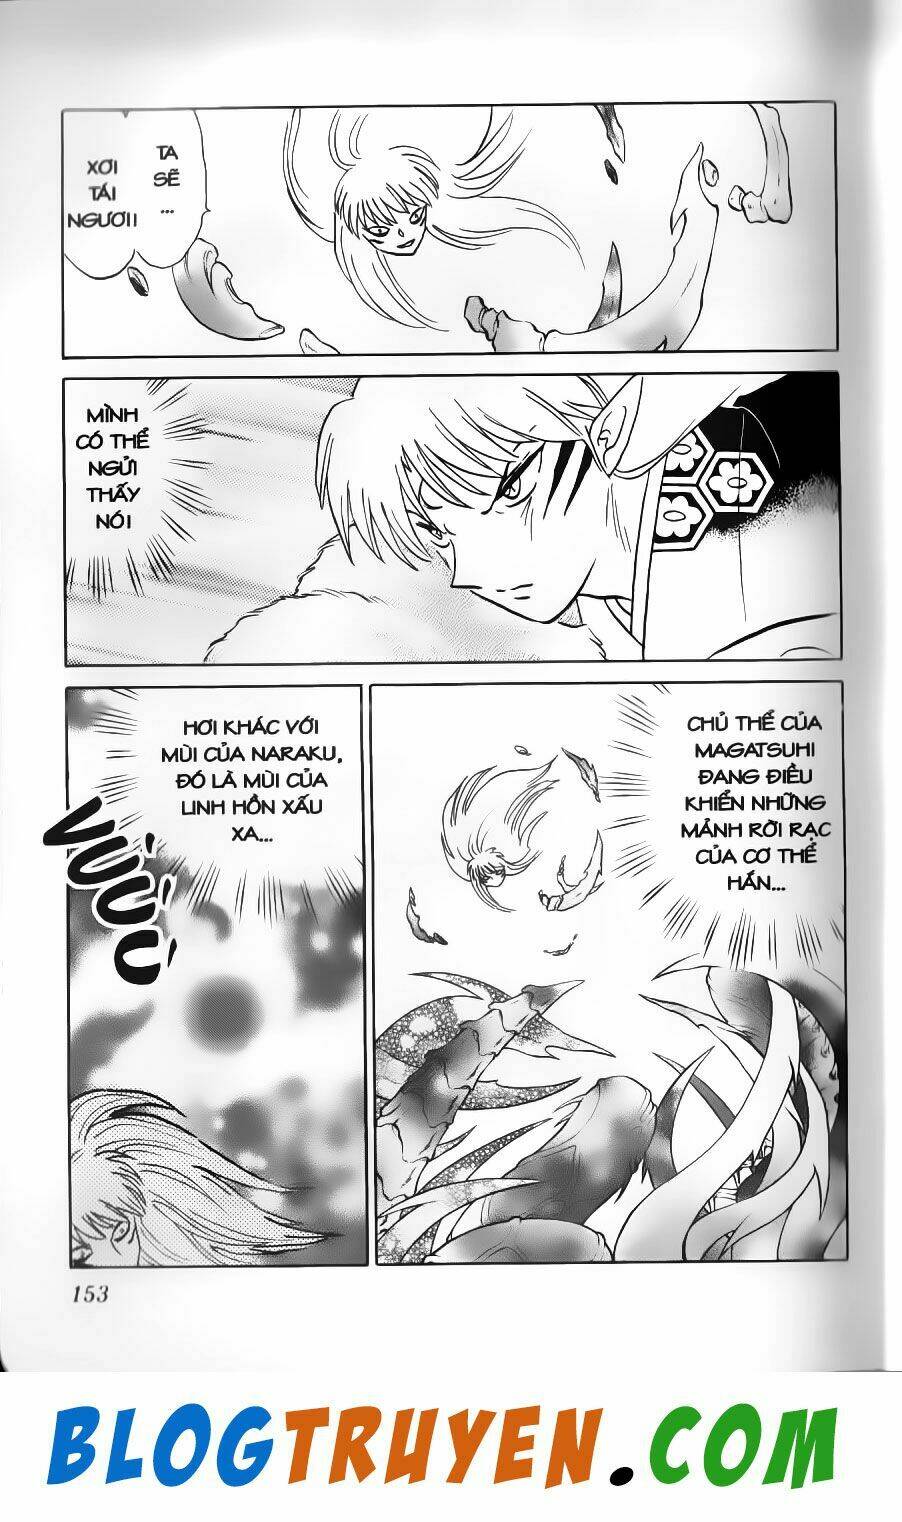 TA
SẼ
...
XƠI
TÁI
NGƯƠI!
MÌNH
CÓ THỂ
NGỬI
THẤY
NÓ!
CHỦ THỂ CỦA
MAGATSUHI
ĐANG ĐIỀU
KHIỂN NHỮNG
MẢNH RỜI RẠC
CỦA CƠ THỂ
HẮN...
HƠI KHÁC VỚI
MÙI CỦA NARAKU,
ĐÓ LÀ MÙI CỦA
LINH HỒN XẤU
XA...
VÚÚÚ
153
BLOGTRUYEN.COM